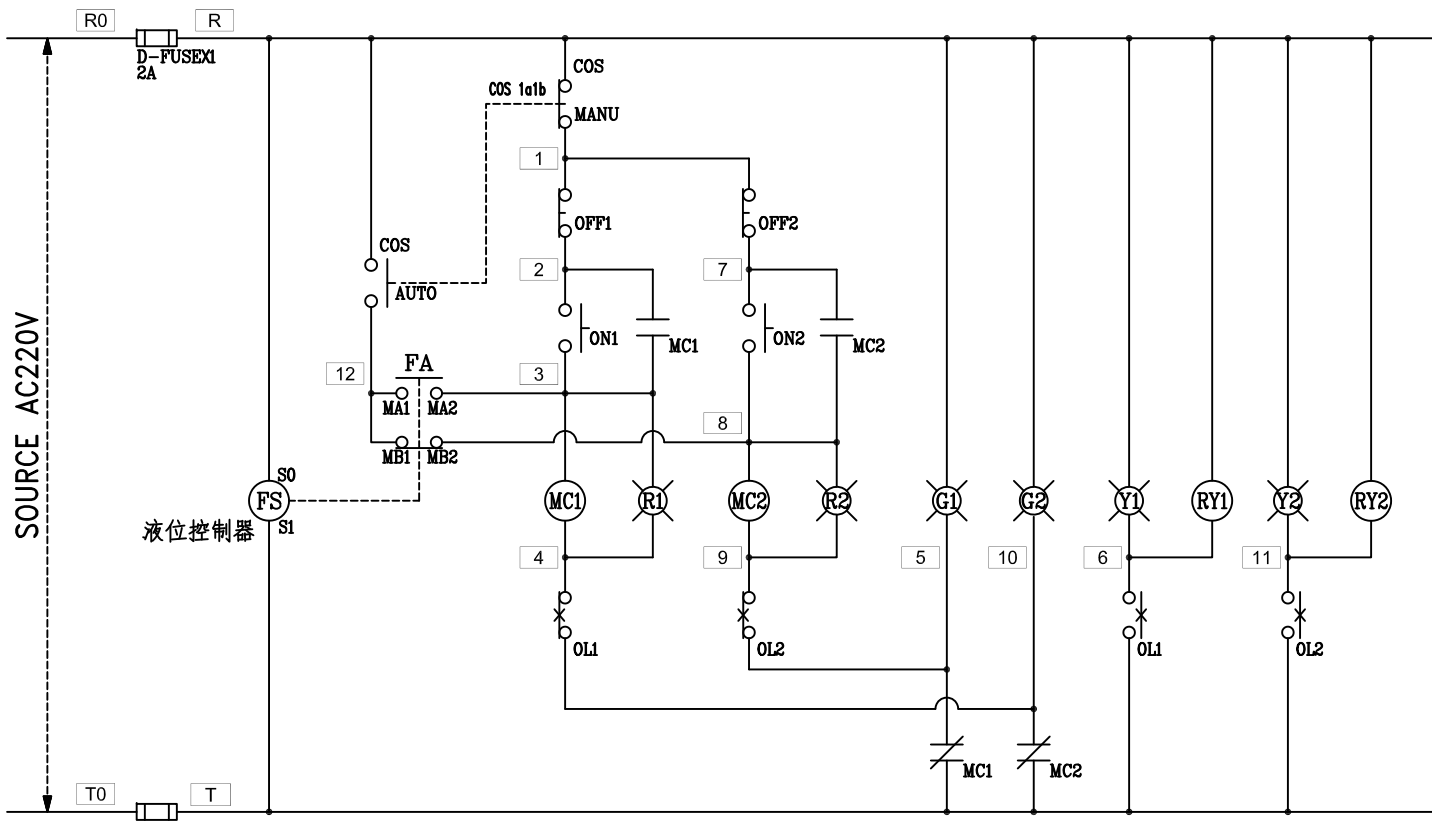 R0
R
D-FUSEX1
2A
COS
COS 1a1b
MANU
1
OFF1
OFF2
COS
2
7
AUTO
ON1
MC1
ON2
MC2
SOURCE AC220V
FA
12
3
MA1
MA2
8
MB1
MB2
S0
FS
S1
液位控制器
MC1
R1
MC2
R2
G1
G2
Y1
RY1
Y2
RY2
4
9
5
10
6
11
OL1
OL2
OL1
OL2
MC1
MC2
T0
T